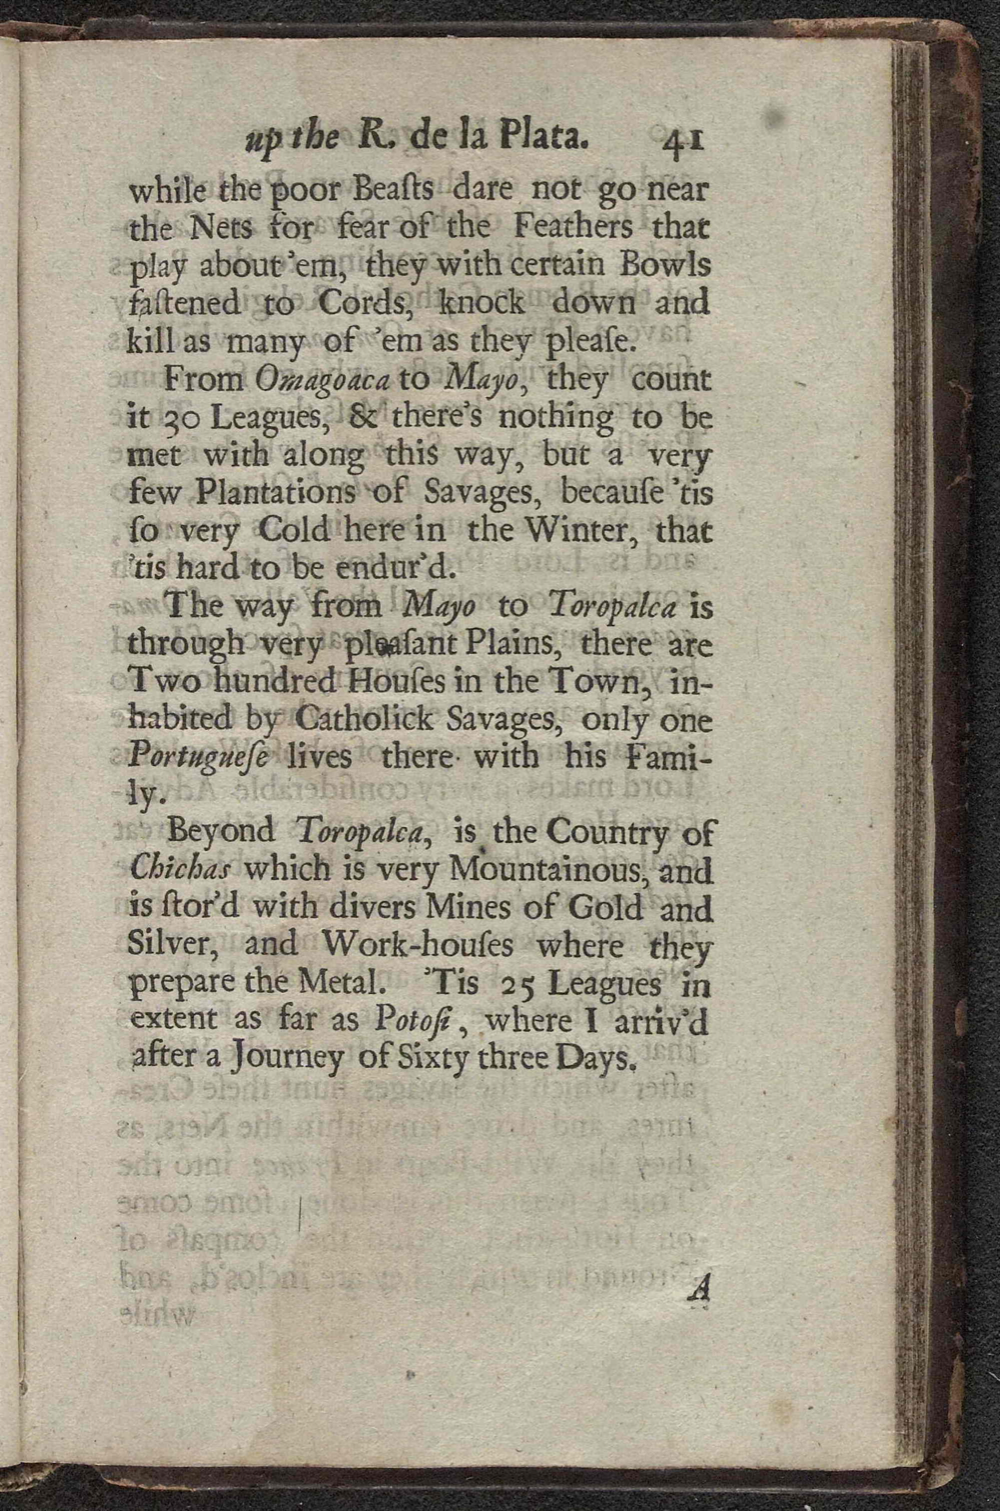 up the R. de la Plata. 41
while the poor Beaſts dare not go near
the Nets for fear of the Feathers that
play about 'em, they with certain Bowls
faſtened to Cords, knock down and
kill as many of 'em as they pleaſe.
From Omagoaca to Mayo, they count
it 30 Leagues, & there's nothing to be
met with along this way, but a very
few Plantations of Savages, becauſe 'tis
ſo very Cold here in the Winter, that
'tis hard to be endur'd.
The way from Mayo to Toropalca is
through very pleaſant Plains, there are
Two hundred Houſes in the Town, in-
habited by Catholick Savages, only one
Portugueſe lives there with his Fami-
ly.
Beyond Toropalca, is the Country of
Chichas which is very Mountainous, and
is ſtor'd with divers Mines of Gold and
Silver, and Work-houſes where they
prepare the Metal. 'Tis 25 Leagues in
extent as far as Potoſi, where I arriv'd
after a Journey of Sixty three Days.
A